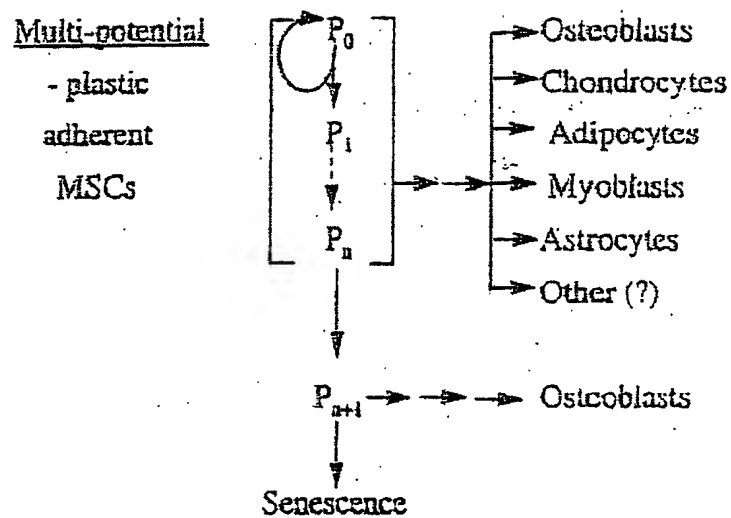 Multi-potential
- plastic
adherent
MSCs
P0
P1
Pn
Osteoblasts
Chondrocytes
Adipocytes
Myoblasts
Astrocytes
Other (?)
Pn+1
Osteoblasts
Senescence